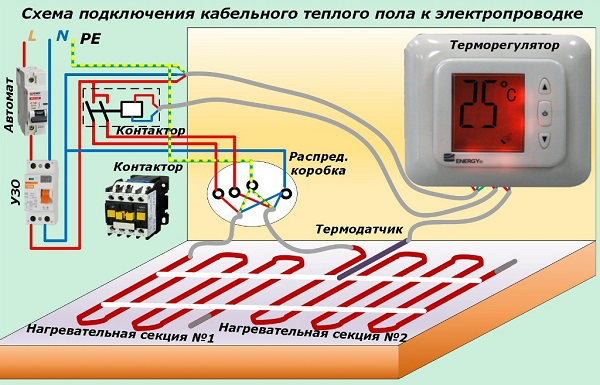 Схема подключения кабельного теплого пола к электропроводке
L N PE
Автомат
УЗО
Контактор
Контактор
Распред.
коробка
Терморегулятор
25°C
ENERGY
Термодатчик
Нагревательная секция №1
Нагревательная секция №2